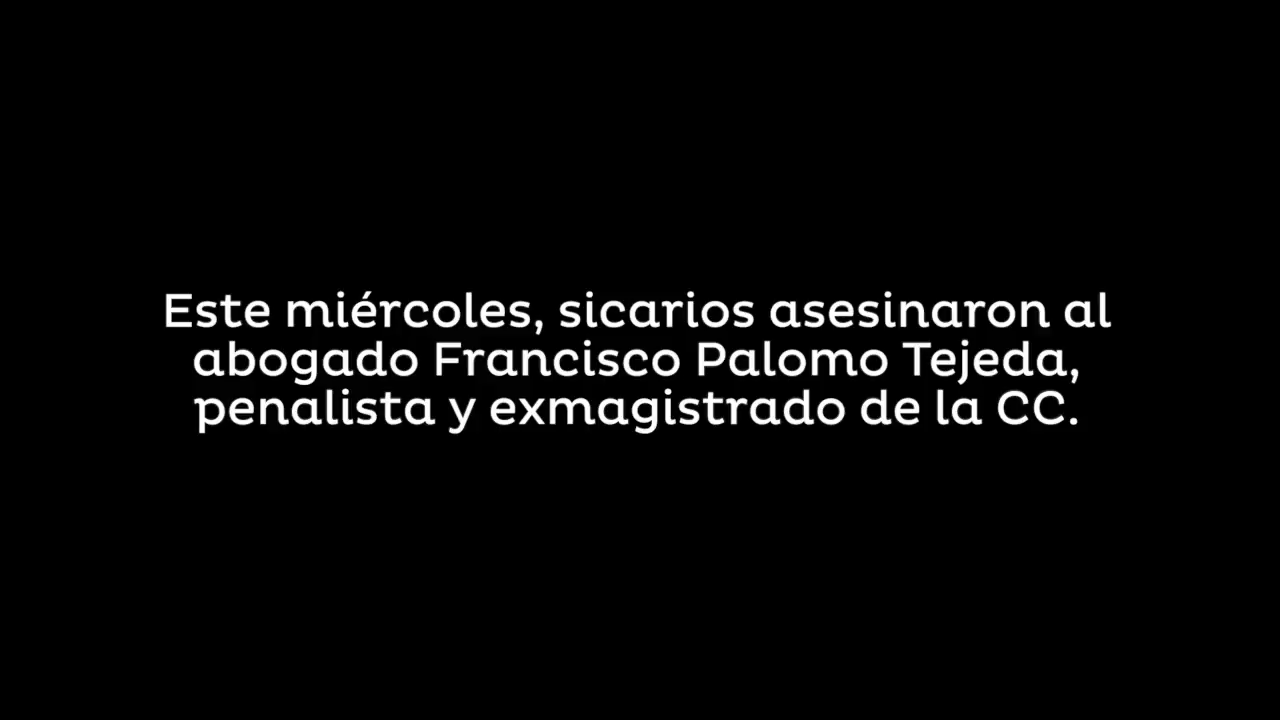 Este miércoles, sicarios asesinaron al
abogado Francisco Palomo Tejeda,
penalista y exmagistrado de la CC.